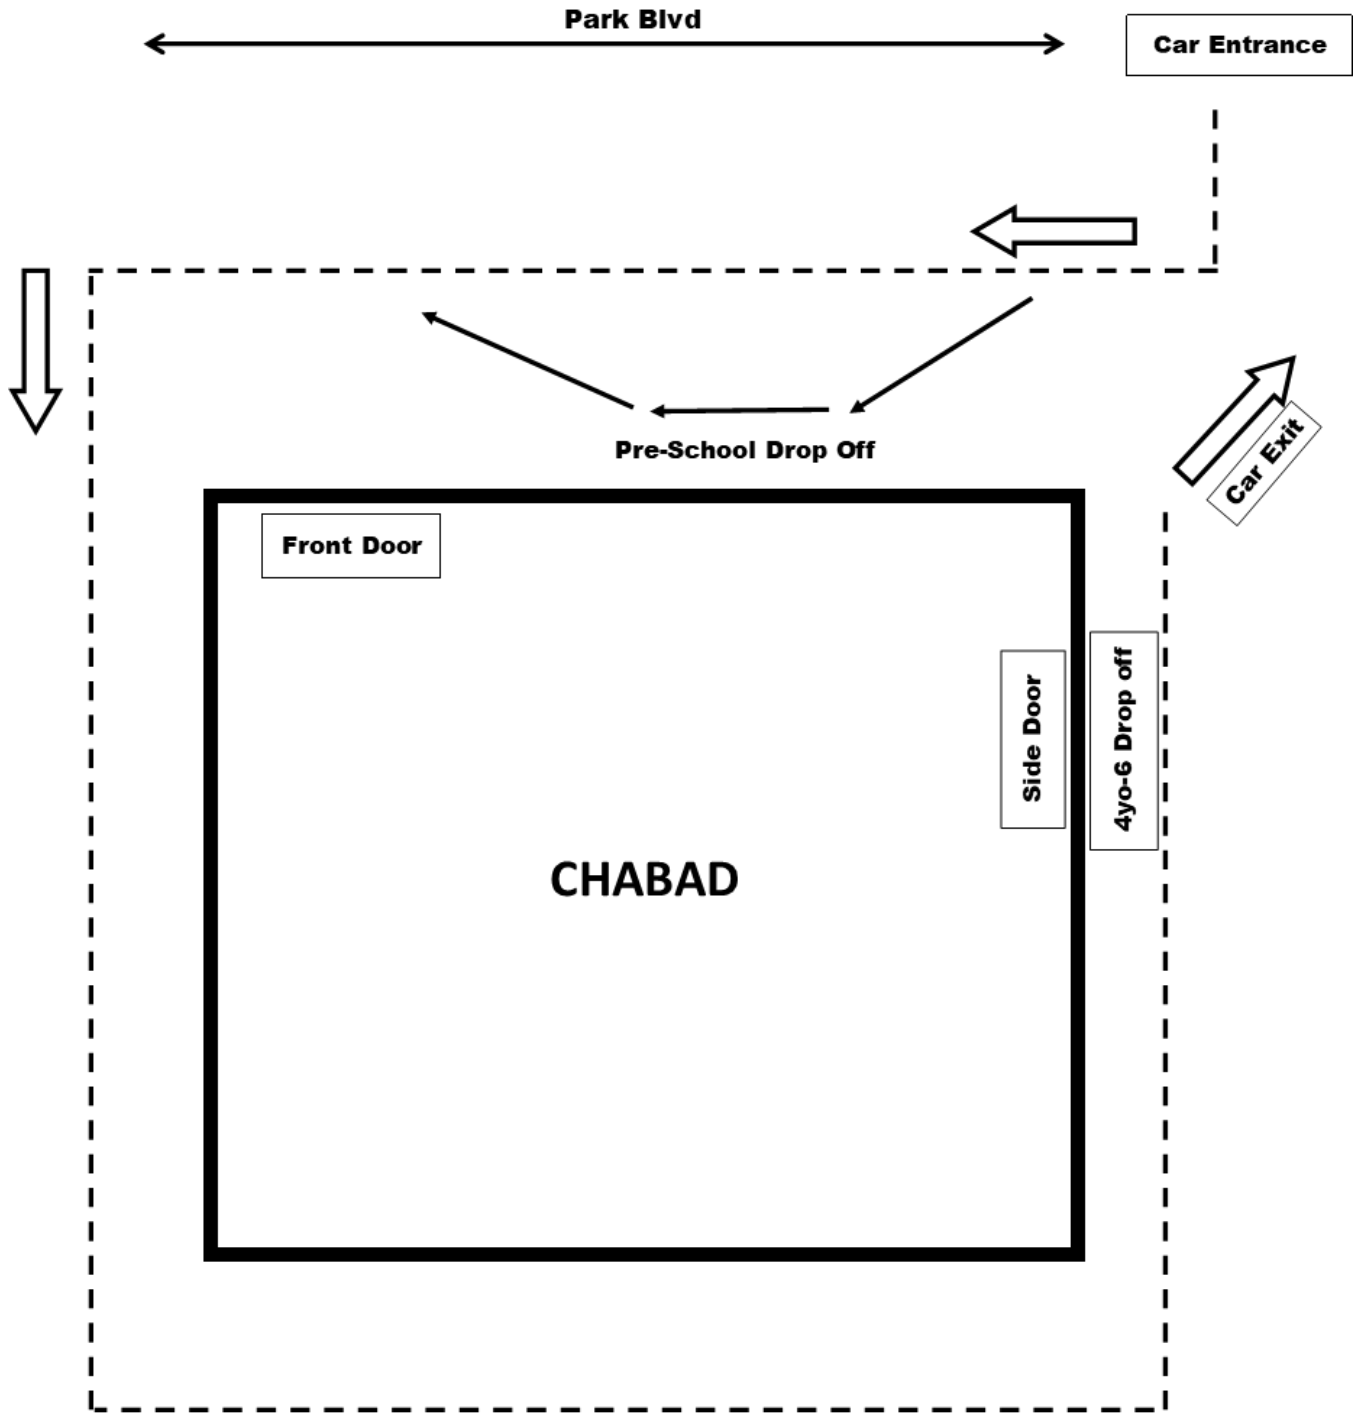 Park Blvd
Car Entrance
Car Exit
Pre-School Drop Off
Front Door
Side Door
4yo-6 Drop off
CHABAD